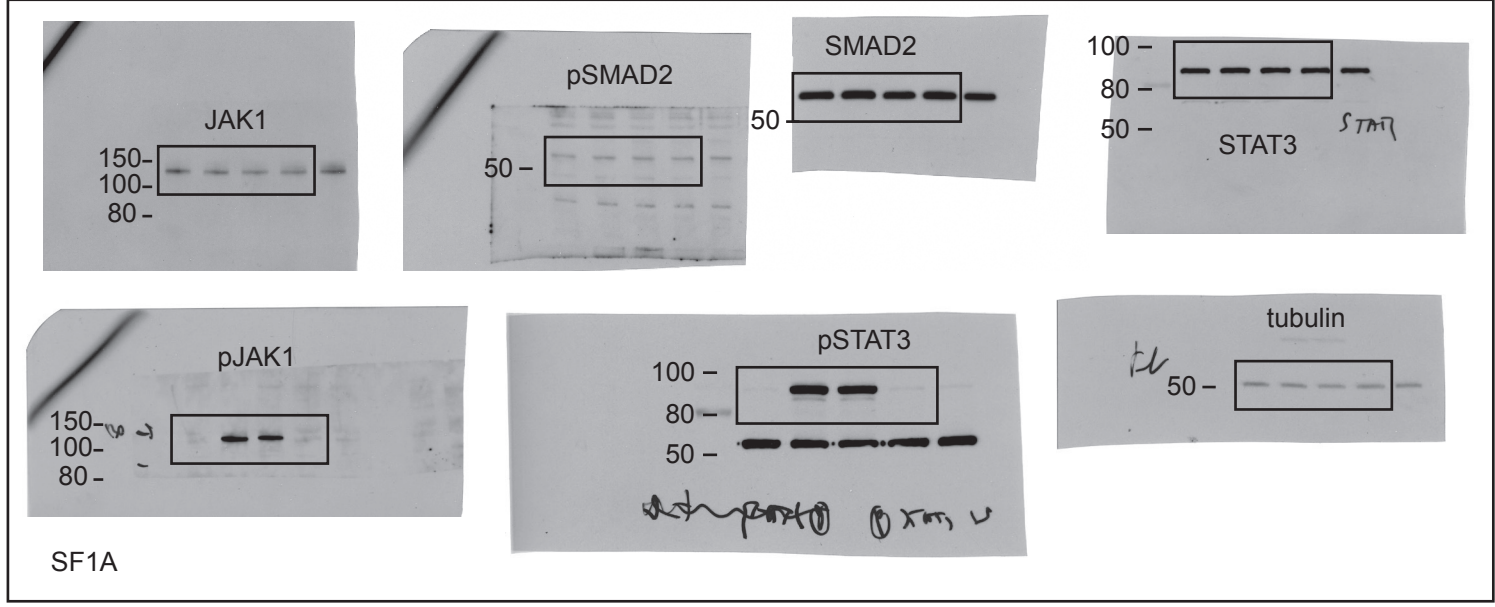 JAK1
150-
100-
80 -
pSMAD2
50 –
SMAD2
50
100 –
80 –
50 –
STAT3
STAT3
pJAK1
150-
100-
80 -
pSTAT3
100 –
80 –
50 –
tubulin
50 –
SF1A